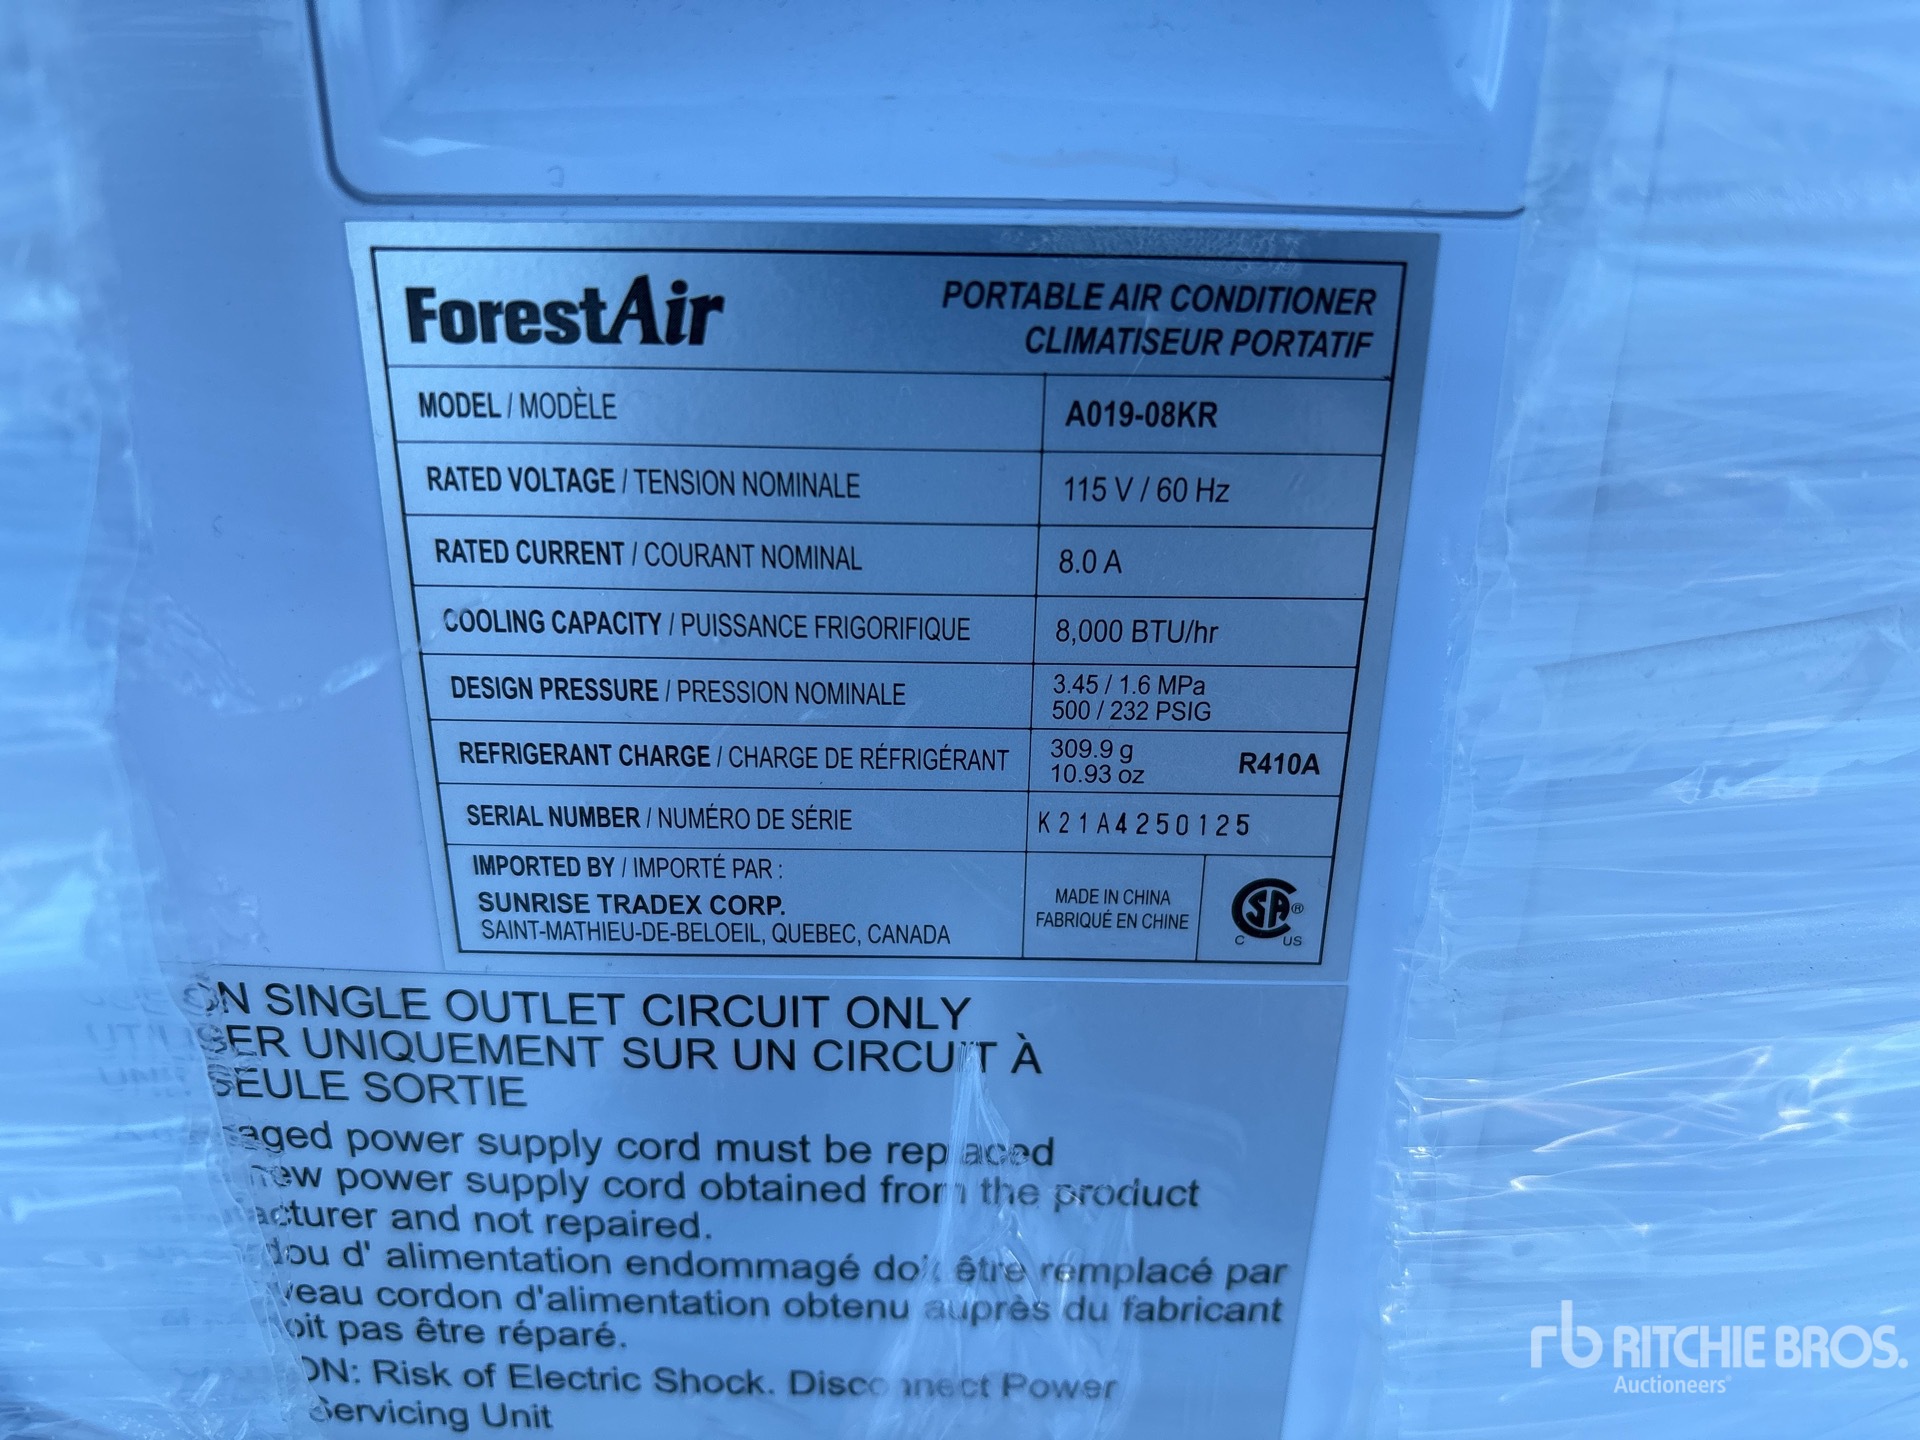 ForestAir
PORTABLE AIR CONDITIONER
CLIMATISEUR PORTATIF
MODEL / MODÈLE A019-08KR
RATED VOLTAGE / TENSION NOMINALE 115 V / 60 Hz
RATED CURRENT / COURANT NOMINAL 8.0 A
COOLING CAPACITY / PUISSANCE FRIGORIFIQUE 8,000 BTU/hr
DESIGN PRESSURE / PRESSION NOMINALE 3.45 / 1.6 MPa
500 / 232 PSIG
REFRIGERANT CHARGE / CHARGE DE RÉFRIGÉRANT 309.9 g
10.93 oz R410A
SERIAL NUMBER / NUMÉRO DE SÉRIE K21A4250125
IMPORTED BY / IMPORTÉ PAR :
SUNRISE TRADEX CORP.
SAINT-MATHIEU-DE-BELOEIL, QUEBEC, CANADA
MADE IN CHINA
FABRIQUÉ EN CHINE
CSA®
C US
ON SINGLE OUTLET CIRCUIT ONLY
UNIQUEMENT SUR UN CIRCUIT À
SEULE SORTIE
power supply cord must be replaced
new power supply cord obtained from the product
and not repaired.
d' alimentation endommagé doit être remplacé par
cordon d'alimentation obtenu auprès du fabricant
pas être réparé.
Risk of Electric Shock. Disconnect Power
Servicing Unit
rb RITCHIE BROS.
Auctioneers